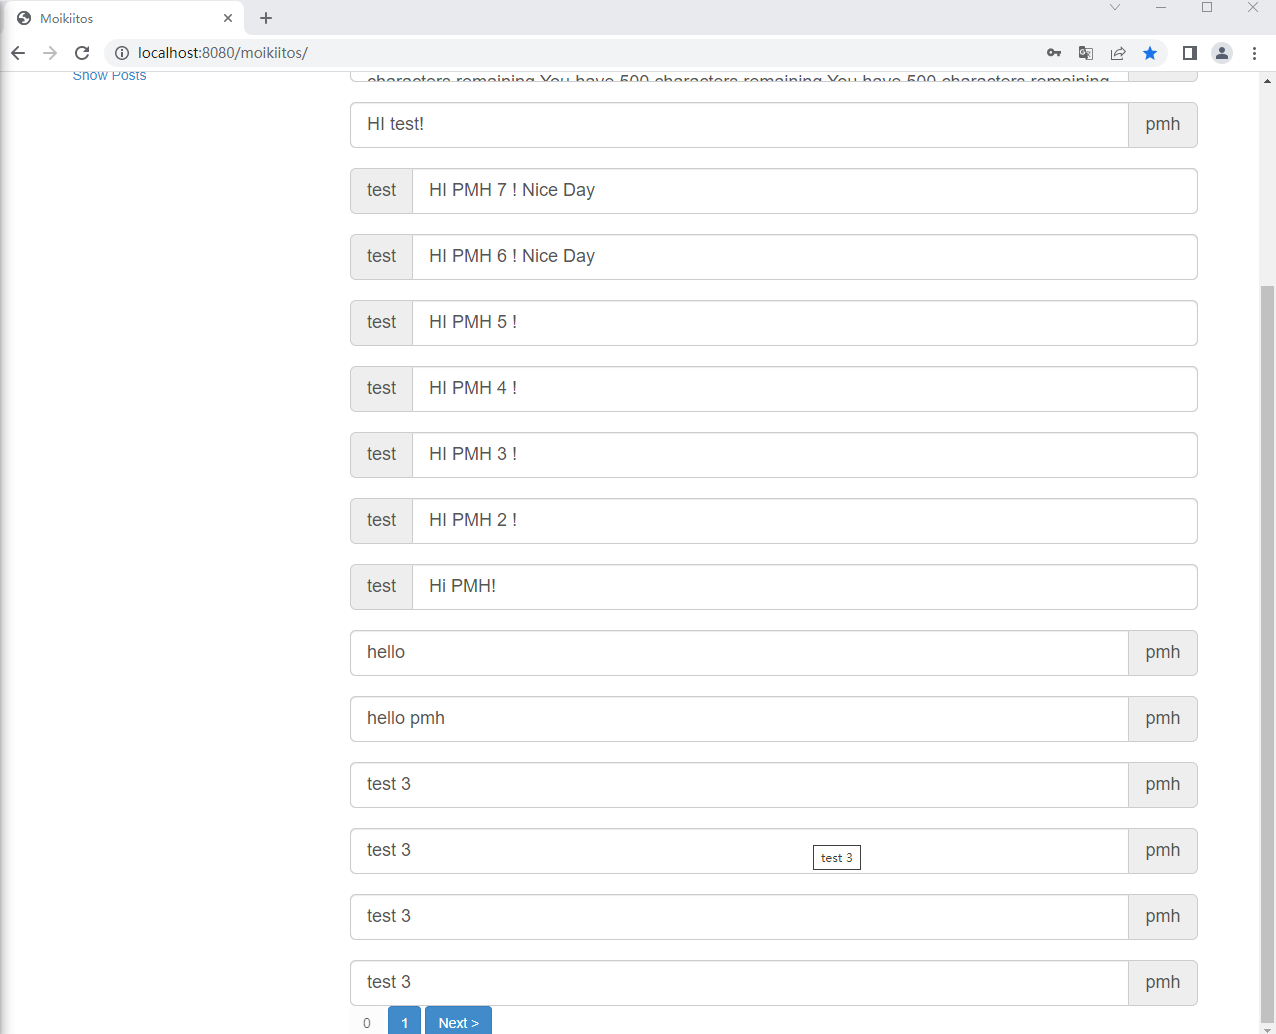 Moikiitos
localhost:8080/moikiitos/
Show Posts
characters remaining You have 500 characters remaining You have 500 characters remaining
HI test! pmh
test HI PMH 7 ! Nice Day
test HI PMH 6 ! Nice Day
test HI PMH 5 !
test HI PMH 4 !
test HI PMH 3 !
test HI PMH 2 !
test Hi PMH!
hello pmh
hello pmh pmh
test 3 pmh
test 3 pmh
test 3
test 3 pmh
test 3 pmh
0 1 Next >